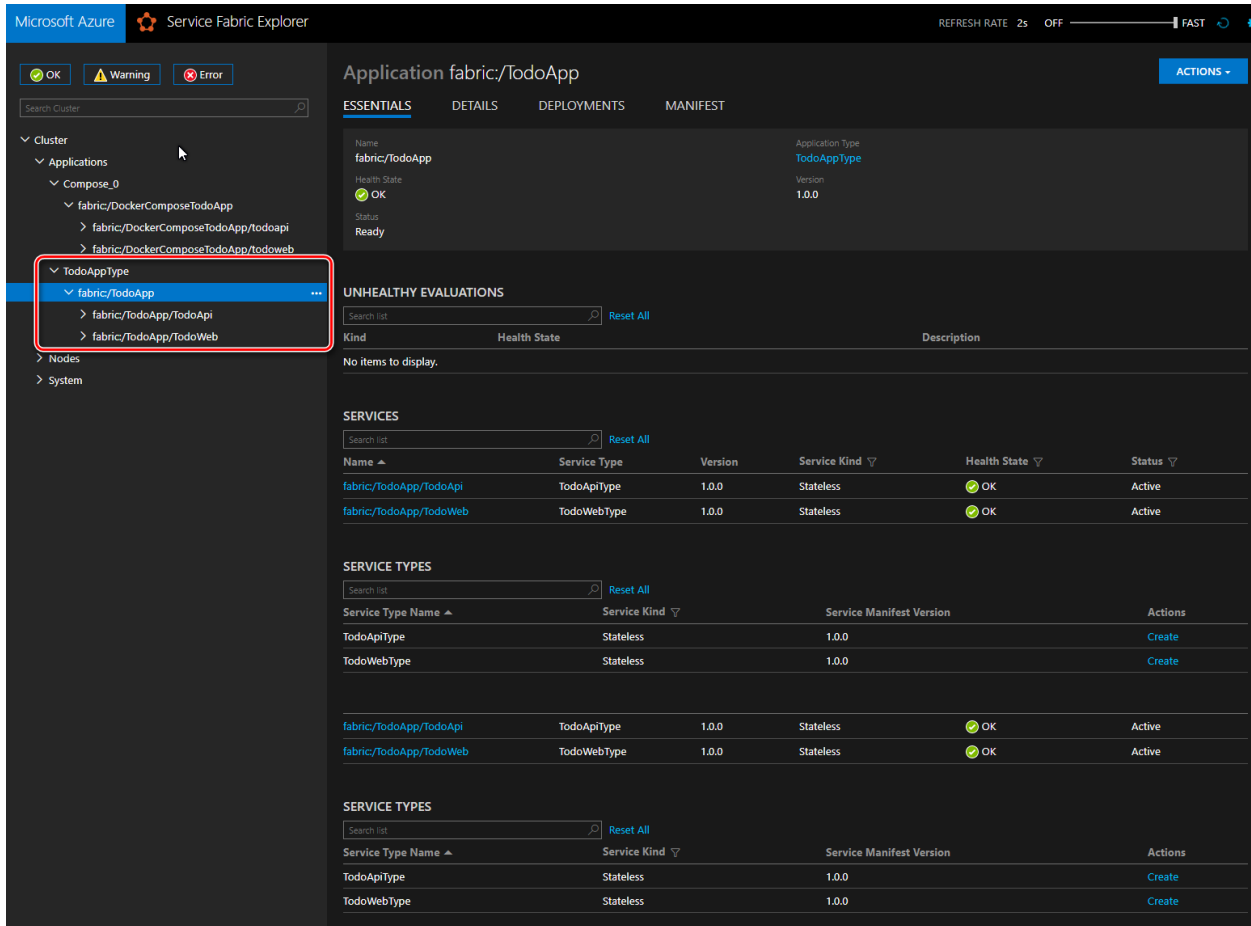 Microsoft Azure Service Fabric Explorer REFRESH RATE 2s OFF FAST
OK Warning Error
Search Cluster
Cluster
Applications
Compose_0
fabric:/DockerComposeTodoApp
fabric:/DockerComposeTodoApp/todoapi
fabric:/DockerComposeTodoApp/todoweb
TodoAppType
fabric:/TodoApp ...
fabric:/TodoApp/TodoApi
fabric:/TodoApp/TodoWeb
Nodes
System
Application fabric:/TodoApp ACTIONS
ESSENTIALS DETAILS DEPLOYMENTS MANIFEST
Name Application Type
fabric:/TodoApp TodoAppType
Health State Version
OK 1.0.0
Status
Ready
UNHEALTHY EVALUATIONS
Search list Reset All
Kind Health State Description
No items to display.
SERVICES
Search list Reset All
Name Service Type Version Service Kind Health State Status
fabric:/TodoApp/TodoApi TodoApiType 1.0.0 Stateless OK Active
fabric:/TodoApp/TodoWeb TodoWebType 1.0.0 Stateless OK Active
SERVICE TYPES
Search list Reset All
Service Type Name Service Kind Service Manifest Version Actions
TodoApiType Stateless 1.0.0 Create
TodoWebType Stateless 1.0.0 Create
fabric:/TodoApp/TodoApi TodoApiType 1.0.0 Stateless OK Active
fabric:/TodoApp/TodoWeb TodoWebType 1.0.0 Stateless OK Active
SERVICE TYPES
Search list Reset All
Service Type Name Service Kind Service Manifest Version Actions
TodoApiType Stateless 1.0.0 Create
TodoWebType Stateless 1.0.0 Create